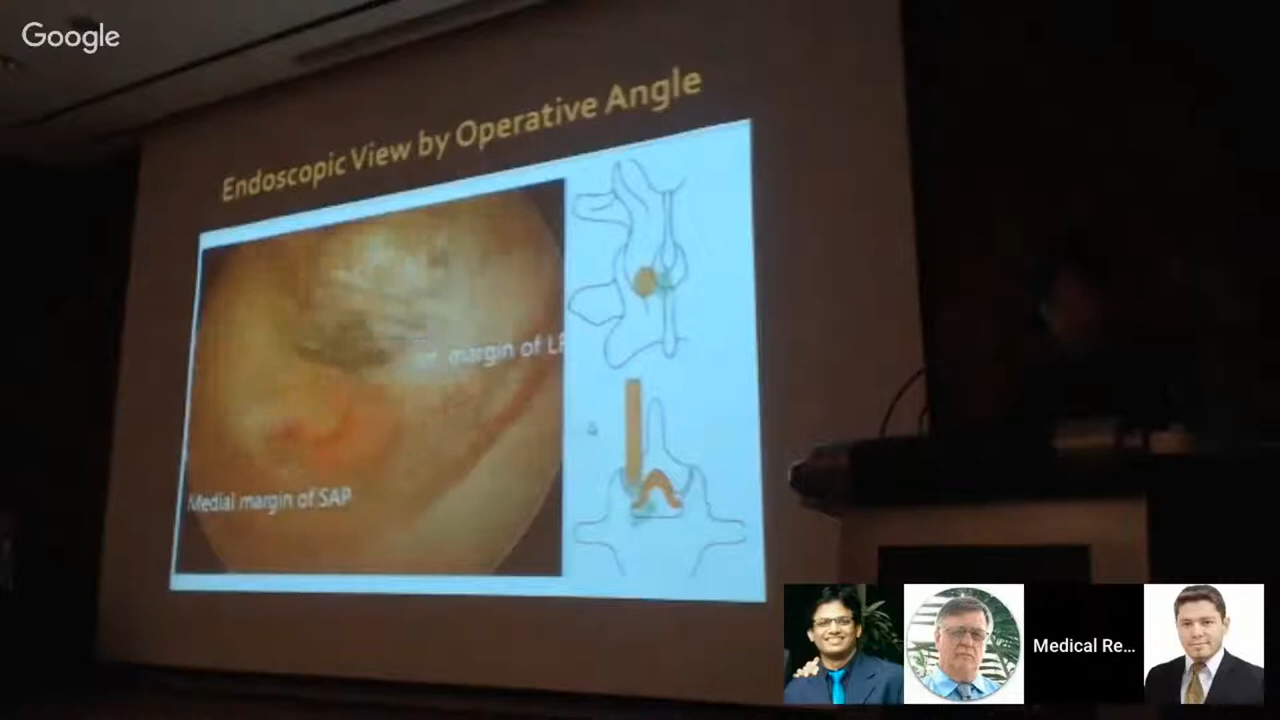 Google
Endoscopic View by Operative Angle
margin of LF
Medial margin of SAP
Medical Re...